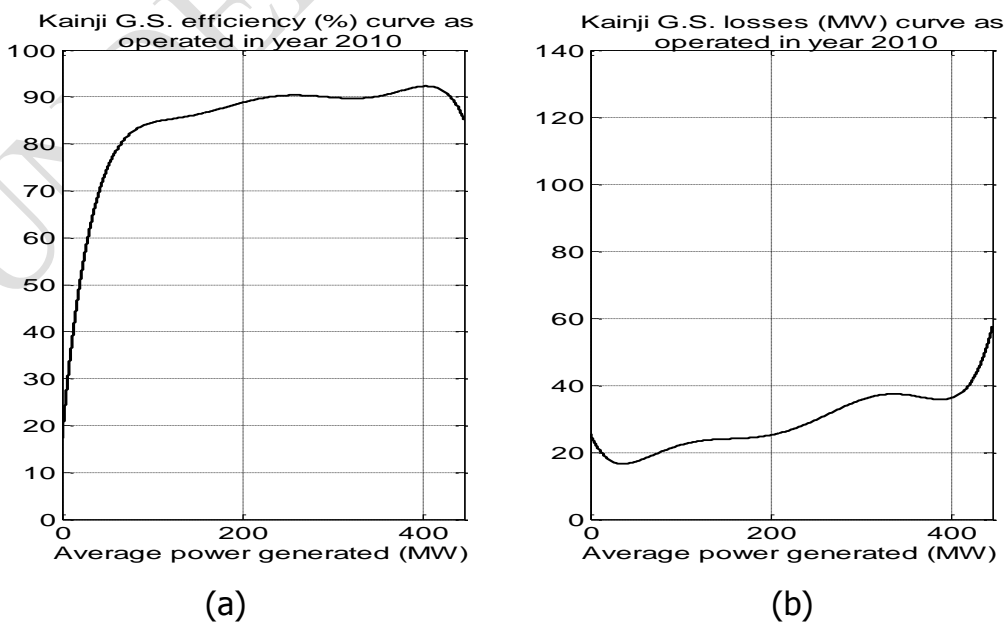 Kainji G.S. efficiency (%) curve as
operated in year 2010
100
90
80
70
60
50
40
30
20
10
0
0 200 400
Average power generated (MW)
(a)
Kainji G.S. losses (MW) curve as
operated in year 2010
140
120
100
80
60
40
20
0
0 200 400
Average power generated (MW)
(b)